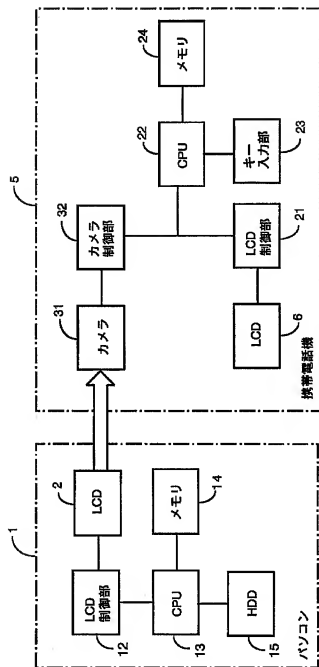 1
2
LCD
12
LCD
制御部
13
CPU
14
メモリ
15
HDD
パソコン
5
31
カメラ
32
カメラ
制御部
22
CPU
24
メモリ
23
キー
入力部
21
LCD
制御部
6
LCD
携帯電話機